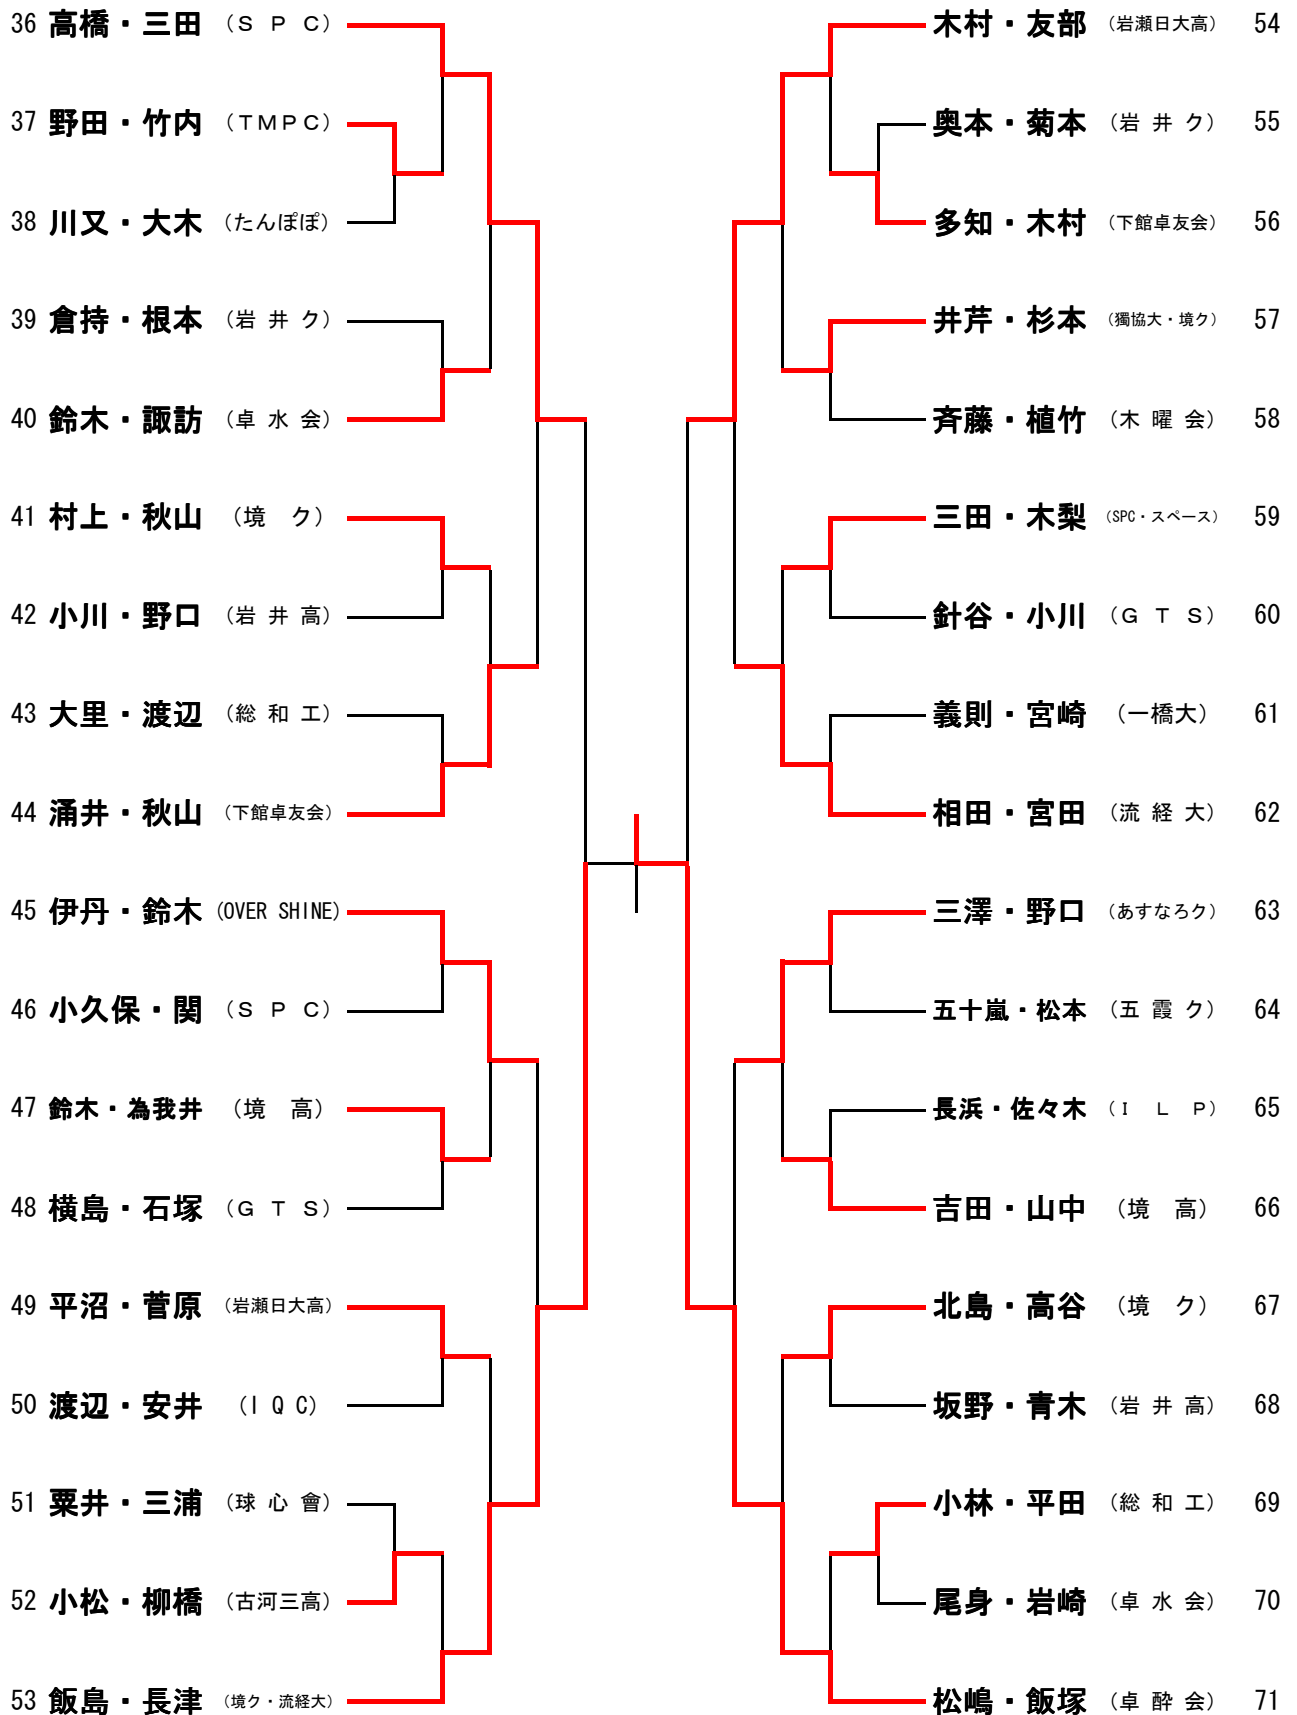 36 高橋・三田 （Ｓ Ｐ Ｃ）
37 野田・竹内 （ＴＭＰＣ）
38 川又・大木 （たんぽぽ）
39 倉持・根本 （岩 井 ク）
40 鈴木・諏訪 （卓 水 会）
41 村上・秋山 （境　ク）
42 小川・野口 （岩 井 高）
43 大里・渡辺 （総 和 工）
44 涌井・秋山 （下館卓友会）
45 伊丹・鈴木 (OVER SHINE)
46 小久保・関 （Ｓ Ｐ Ｃ）
47 鈴木・為我井 （境　高）
48 横島・石塚 （Ｇ Ｔ Ｓ）
49 平沼・菅原 （岩瀬日大高）
50 渡辺・安井 （I Q C）
51 粟井・三浦 （球 心 會）
52 小松・柳橋 （古河三高）
53 飯島・長津 （境ク・流経大）
木村・友部 （岩瀬日大高） 54
奥本・菊本 （岩 井 ク） 55
多知・木村 （下館卓友会） 56
井芹・杉本 （獨協大・境ク） 57
斉藤・植竹 （木 曜 会） 58
三田・木梨 （SPC・スペース） 59
針谷・小川 （Ｇ Ｔ Ｓ） 60
義則・宮崎 （一橋大） 61
相田・宮田 （流 経 大） 62
三澤・野口 （あすなろク） 63
五十嵐・松本 （五 霞 ク） 64
長浜・佐々木 （Ｉ Ｌ Ｐ） 65
吉田・山中 （境　高） 66
北島・高谷 （境　ク） 67
坂野・青木 （岩 井 高） 68
小林・平田 （総 和 工） 69
尾身・岩崎 （卓 水 会） 70
松嶋・飯塚 （卓 酔 会） 71